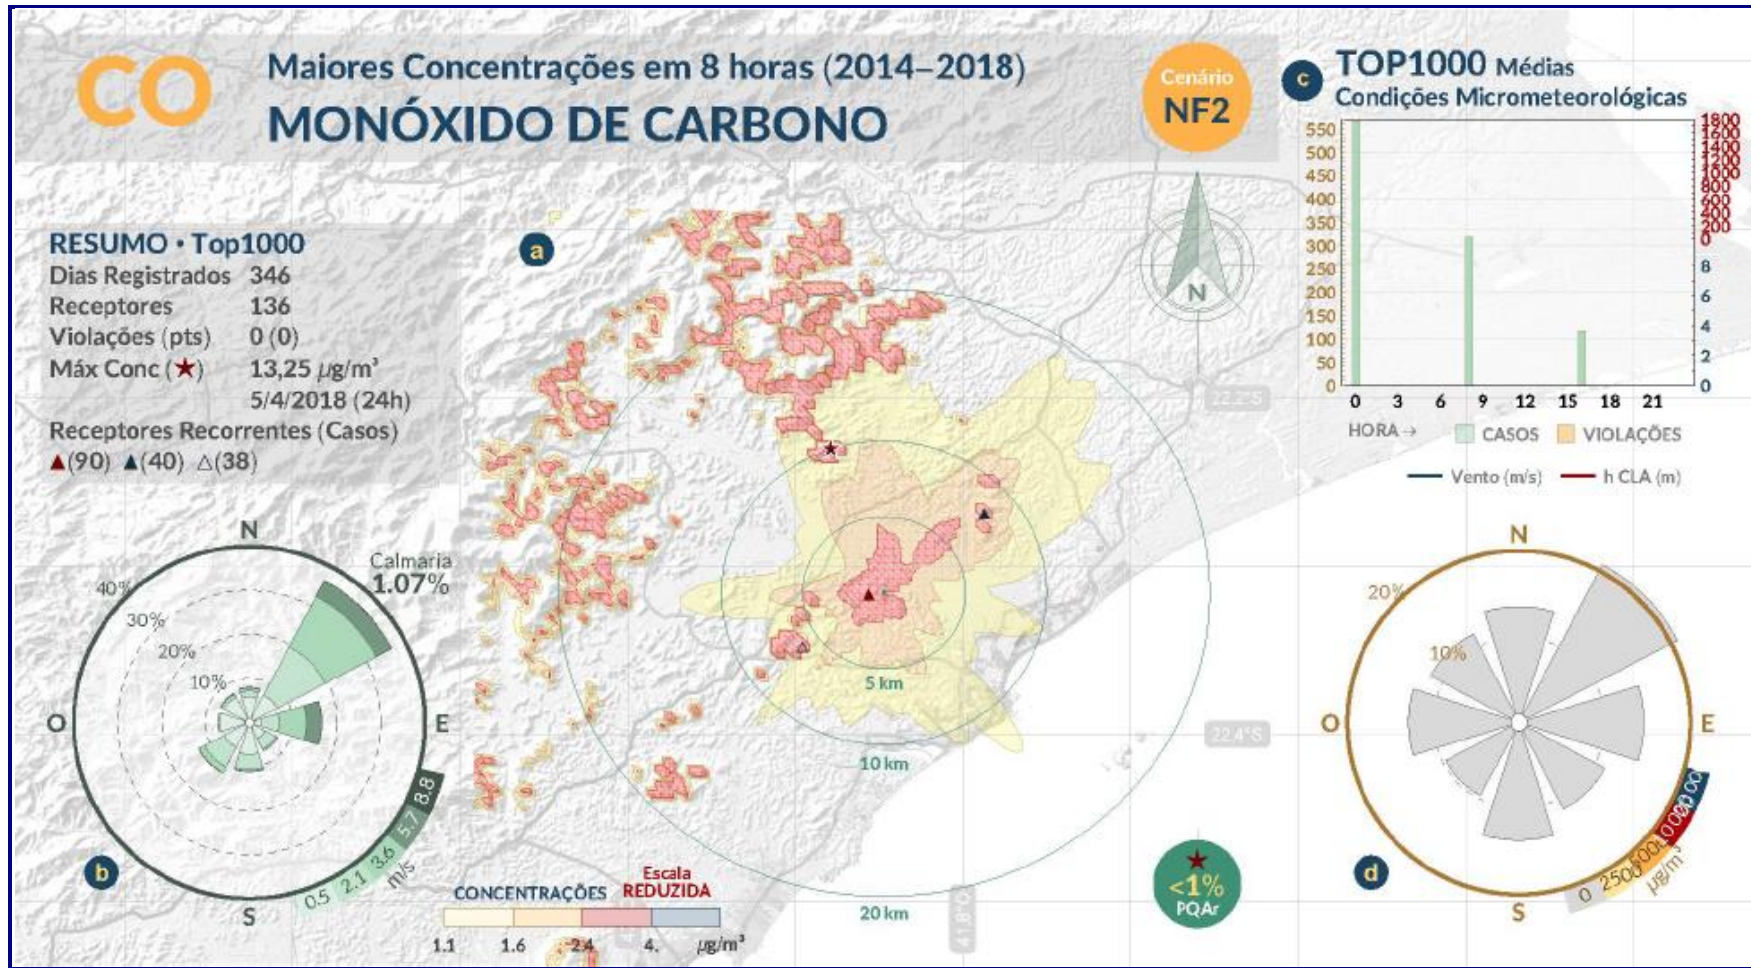 CO
Maiores Concentrações em 8 horas (2014–2018)
MONÓXIDO DE CARBONO
Cenário
NF2
c
TOP1000 Médias
Condições Micrometeorológicas
550
500
450
400
350
300
250
200
150
100
50
0
1800
1600
1400
1200
1000
800
600
400
200
0
8
6
4
2
0
0 3 6 9 12 15 18 21
HORA →
CASOS
VIOLAÇÕES
Vento (m/s)
h CLA (m)
RESUMO • Top1000
Dias Registrados 346
Receptores 136
Violações (pts) 0 (0)
Máx Conc (★) 13,25 µg/m³
5/4/2018 (24h)
Receptores Recorrentes (Casos)
▲(90) ▲(40) △(38)
a
N
22.2°S
22.4°S
41.8°O
5 km
10 km
20 km
N
Calmaria
1.07%
40%
30%
20%
10%
O
E
S
0.5 2.1 3.6 5.7 8.8
m/s
b
CONCENTRAÇÕES
Escala
REDUZIDA
1.1 1.6 2.4 4. µg/m³
★
<1%
PQAr
N
20%
10%
O
E
S
0 2500 5000 10000
µg/m³
d